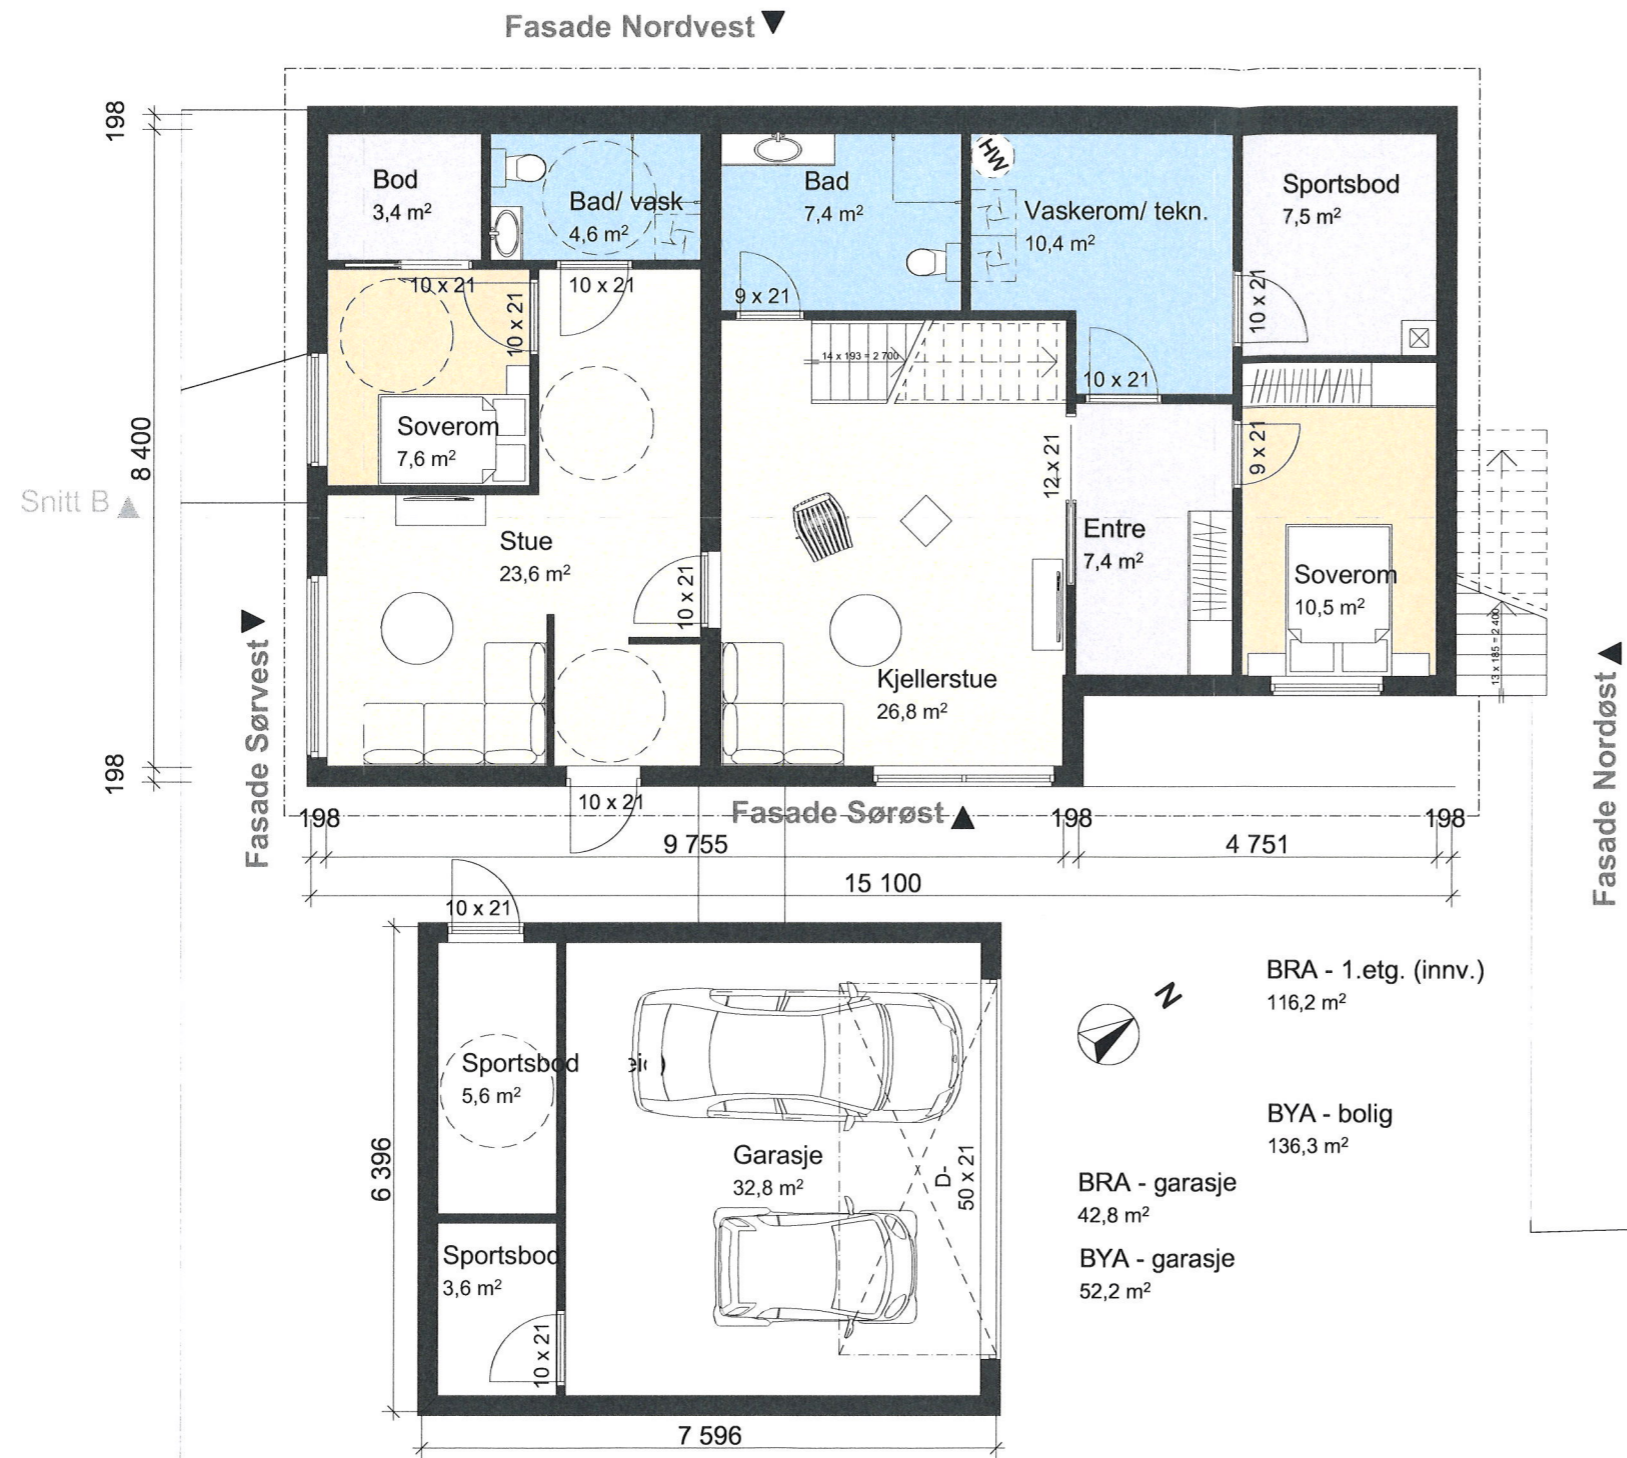 Fasade Nordvest
198
Bod
3,4 m²
Bad/ vask
4,6 m²
Bad
7,4 m²
HW
Vaskerom/ tekn.
10,4 m²
Sportsbod
7,5 m²
10 x 21
10 x 21
10 x 21
9 x 21
10 x 21
14 x 193 = 2 700
10 x 21
8 400
Soverom
7,6 m²
12 x 21
9 x 21
Snitt B
Stue
23,6 m²
10 x 21
Entre
7,4 m²
Soverom
10,5 m²
13 x 185 = 2 400
Kjellerstue
26,8 m²
Fasade Sørvest
Fasade Nordøst
198
10 x 21
Fasade Sørøst
198
198
198
9 755
4 751
15 100
10 x 21
BRA - 1.etg. (innv.)
116,2 m²
N
Sportsbod
5,6 m²
BYA - bolig
136,3 m²
6 396
Garasje
32,8 m²
D-
50 x 21
BRA - garasje
42,8 m²
Sportsbod
3,6 m²
BYA - garasje
52,2 m²
10 x 21
7 596